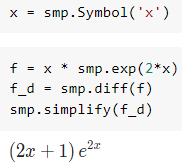 x = smp.Symbol('x')
f = x * smp.exp(2*x)
f_d = smp.diff(f)
smp.simplify(f_d)
(2x + 1) e^{2x}